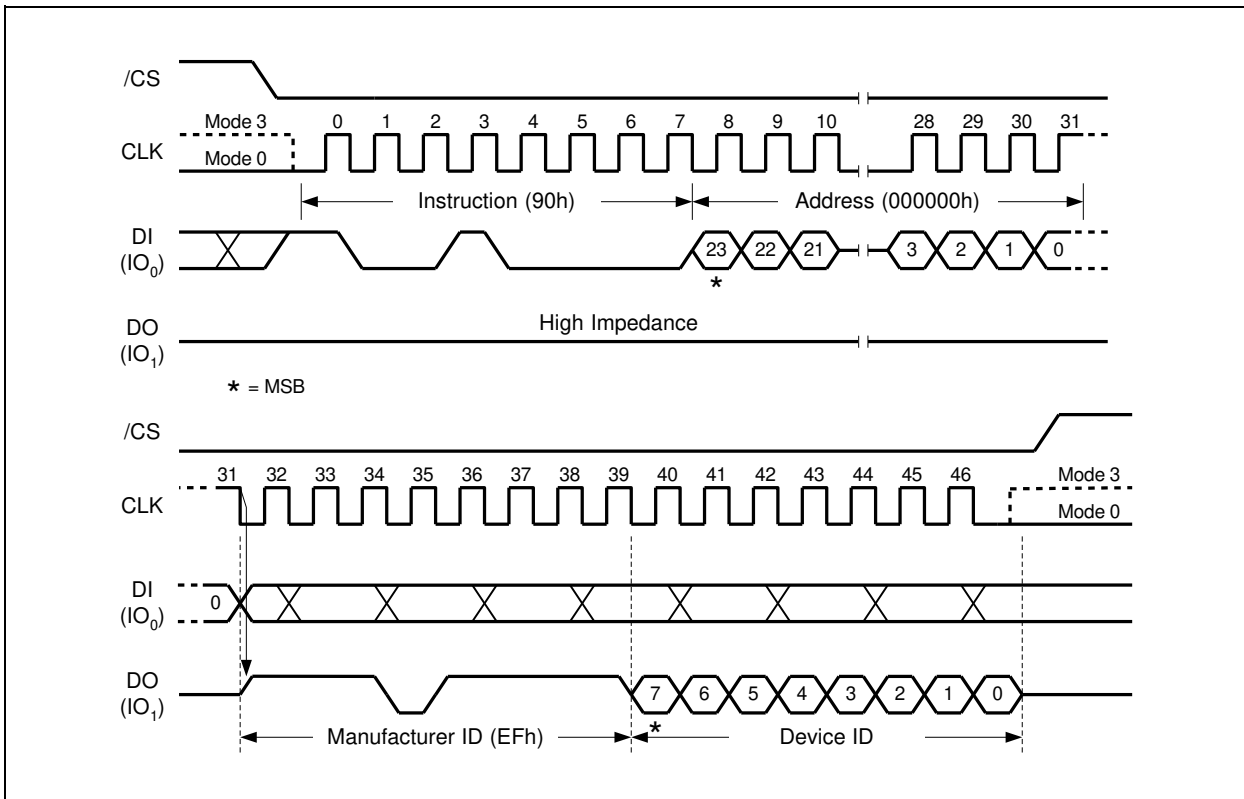 /CS
Mode 3 0 1 2 3 4 5 6 7 8 9 10 28 29 30 31
CLK
Mode 0
Instruction (90h) Address (000000h)
DI
(IO0) 23 22 21 3 2 1 0
*
High Impedance
DO
(IO1)
* = MSB
/CS
31 32 33 34 35 36 37 38 39 40 41 42 43 44 45 46 Mode 3
CLK
Mode 0
DI
(IO0) 0
DO
(IO1) 7 6 5 4 3 2 1 0
*
Manufacturer ID (EFh) Device ID